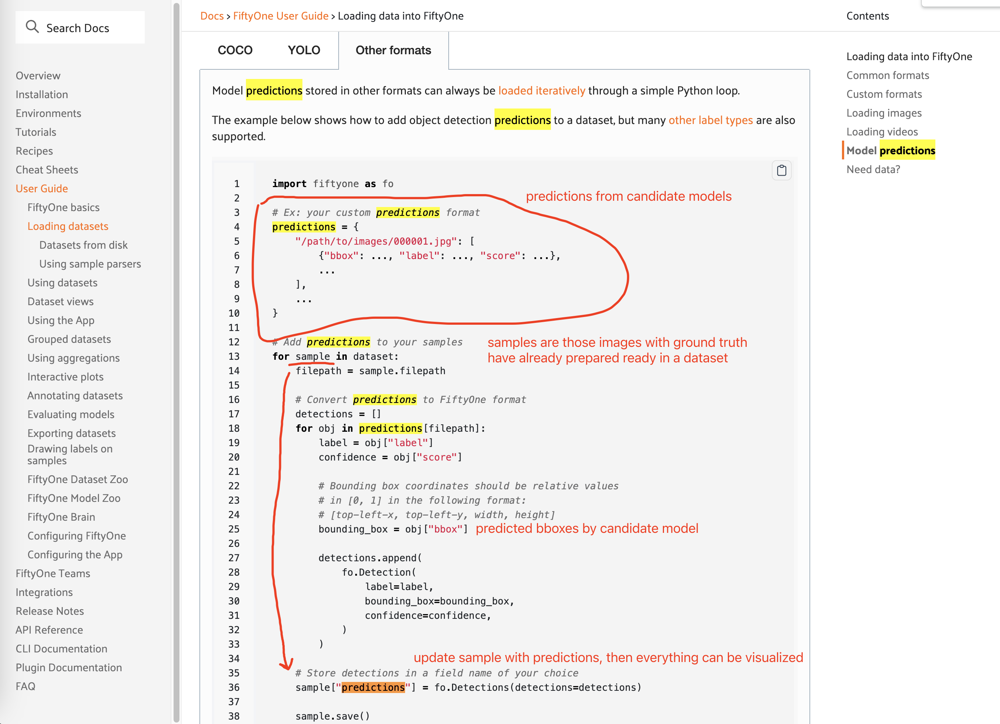 Search Docs
Overview
Installation
Environments
Tutorials
Recipes
Cheat Sheets
User Guide
FiftyOne basics
Loading datasets
Datasets from disk
Using sample parsers
Using datasets
Dataset views
Using the App
Grouped datasets
Using aggregations
Interactive plots
Annotating datasets
Evaluating models
Exporting datasets
Drawing labels on
samples
FiftyOne Dataset Zoo
FiftyOne Model Zoo
FiftyOne Brain
Configuring FiftyOne
Configuring the App
FiftyOne Teams
Integrations
Release Notes
API Reference
CLI Documentation
Plugin Documentation
FAQ
Docs > FiftyOne User Guide > Loading data into FiftyOne
COCO YOLO Other formats
Model predictions stored in other formats can always be loaded iteratively through a simple Python loop.
The example below shows how to add object detection predictions to a dataset, but many other label types are also
supported.
1 import fiftyone as fo
2
predictions from candidate models
3 # Ex: your custom predictions format
4 predictions = {
5 "/path/to/images/000001.jpg": [
6 {"bbox": ..., "label": ..., "score": ...},
7 ...
8 ],
9 ...
10 }
11
12 # Add predictions to your samples
samples are those images with ground truth
have already prepared ready in a dataset
13 for sample in dataset:
14 filepath = sample.filepath
15
16 # Convert predictions to FiftyOne format
17 detections = []
18 for obj in predictions[filepath]:
19 label = obj["label"]
20 confidence = obj["score"]
21
22 # Bounding box coordinates should be relative values
23 # in [0, 1] in the following format:
24 # [top-left-x, top-left-y, width, height]
25 bounding_box = obj["bbox"] predicted bboxes by candidate model
26
27 detections.append(
28 fo.Detection(
29 label=label,
30 bounding_box=bounding_box,
31 confidence=confidence,
32 )
33 )
34 update sample with predictions, then everything can be visualized
35 # Store detections in a field name of your choice
36 sample["predictions"] = fo.Detections(detections=detections)
37
38 sample.save()
Contents
Loading data into FiftyOne
Common formats
Custom formats
Loading images
Loading videos
Model predictions
Need data?